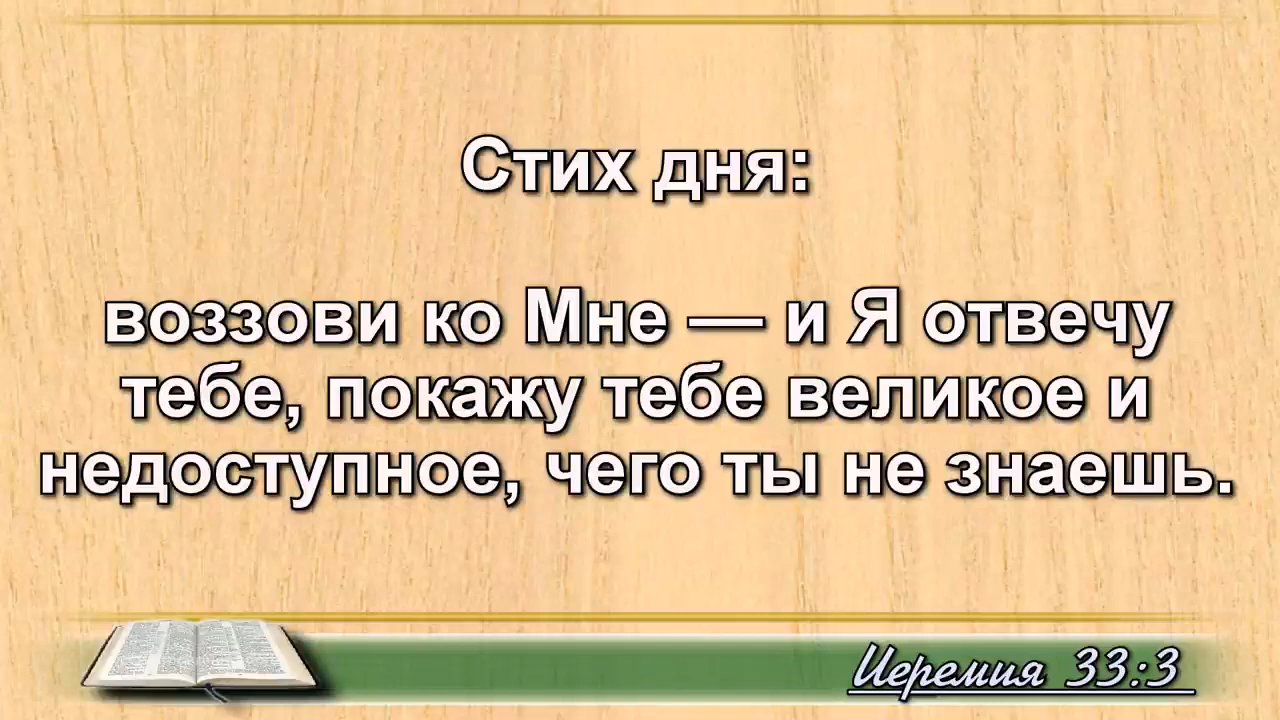 Стих дня:
воззови ко Мне — и Я отвечу
тебе, покажу тебе великое и
недоступное, чего ты не знаешь.
Иеремия 33:3